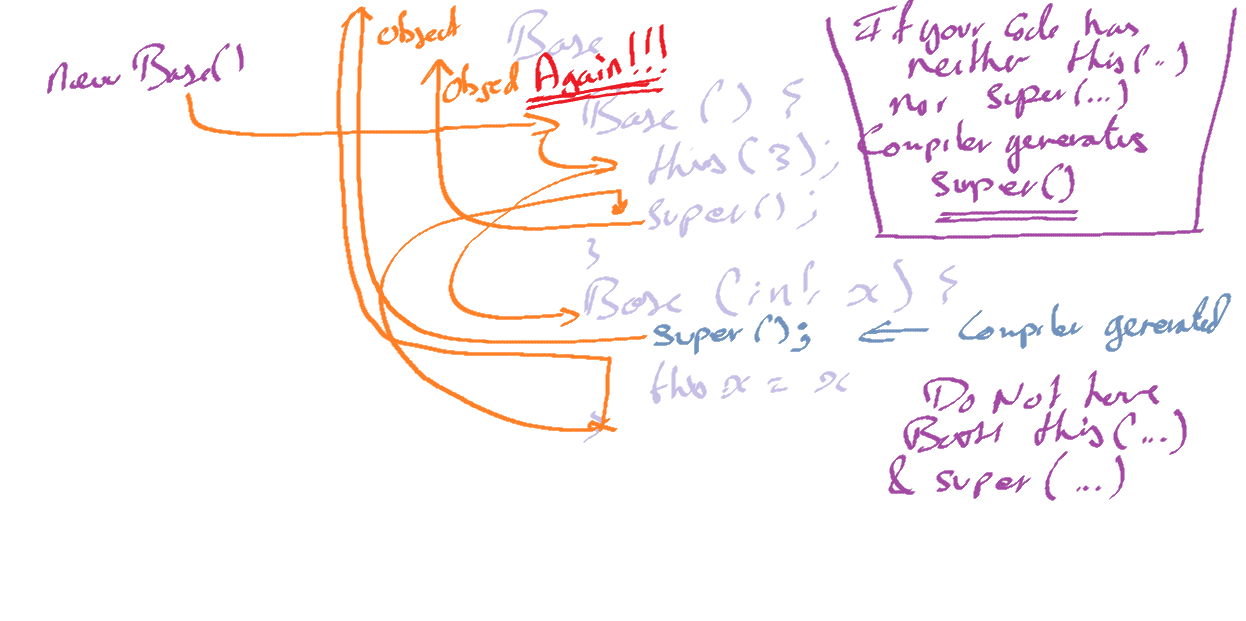 new Base()
Object
Base
Object Again!!!
Base () {
this (3);
super();
}
Base (int x) {
super(); ← Compiler generated
this x = x
}
If your code has
neither this(..)
nor super(...)
Compiler generates
super()
Do Not have
Both this(...)
& super(...)